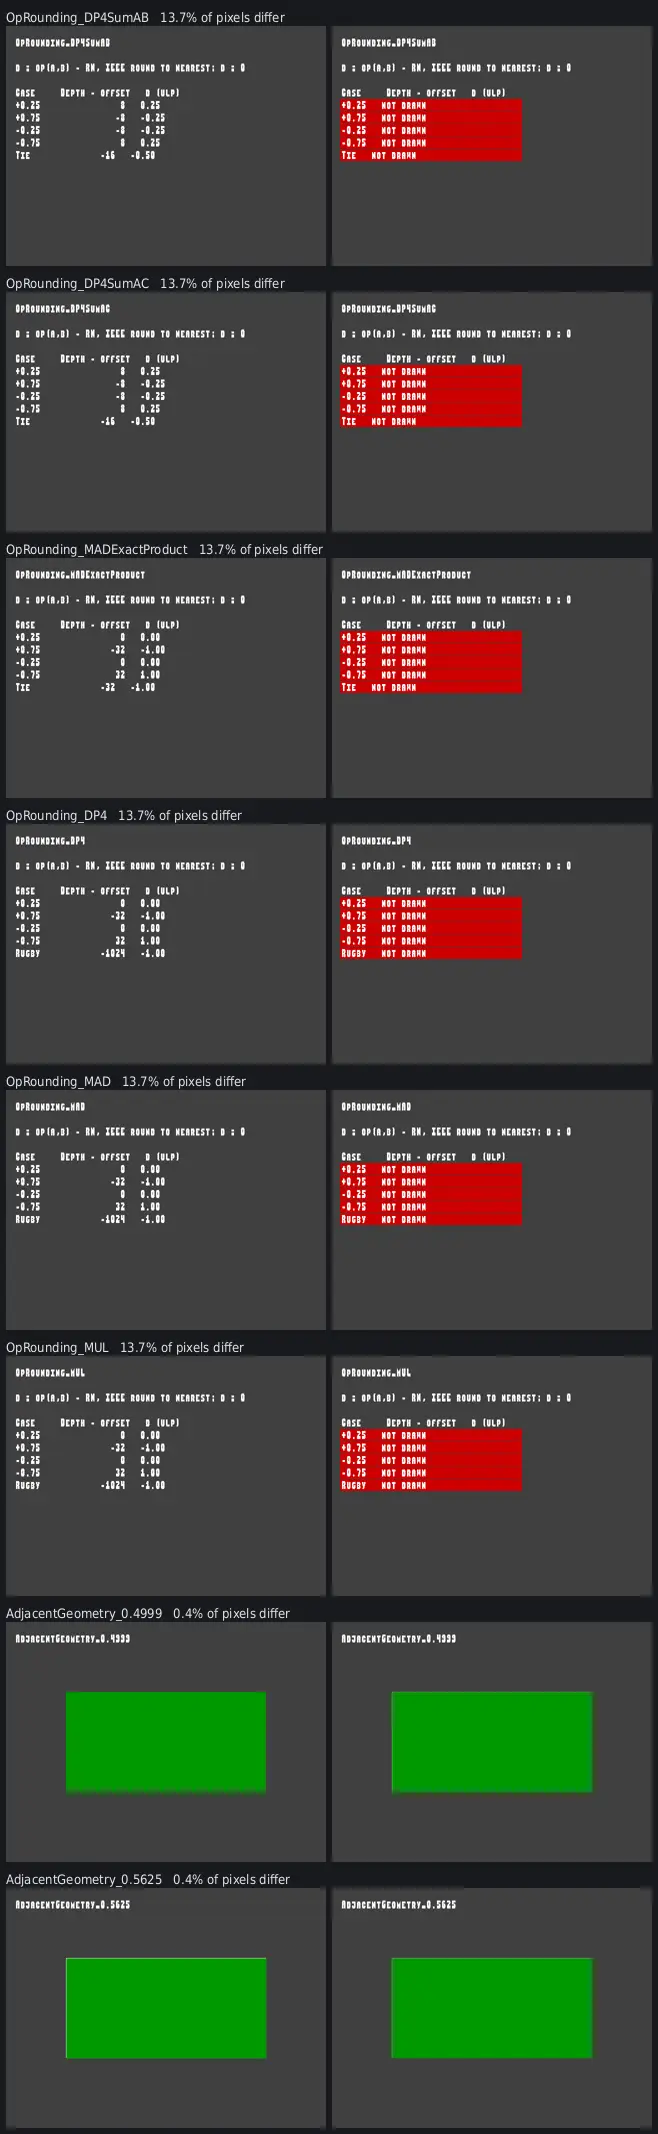 OpRounding_DP4SumAB 13.7% of pixels differ
OpRounding_DP4SumAB
D = op(A,B) - RN, IEEE round to nearest: D = 0
Case Depth - offset D (ULP)
+0.25 8 0.25
+0.75 -8 -0.25
-0.25 -8 -0.25
-0.75 8 0.25
Tie -16 -0.50
OpRounding_DP4SumAB
D = op(A,B) - RN, IEEE round to nearest: D = 0
Case Depth - offset D (ULP)
+0.25 not drawn
+0.75 not drawn
-0.25 not drawn
-0.75 not drawn
Tie not drawn
OpRounding_DP4SumAC 13.7% of pixels differ
OpRounding_DP4SumAC
D = op(A,B) - RN, IEEE round to nearest: D = 0
Case Depth - offset D (ULP)
+0.25 8 0.25
+0.75 -8 -0.25
-0.25 -8 -0.25
-0.75 8 0.25
Tie -16 -0.50
OpRounding_DP4SumAC
D = op(A,B) - RN, IEEE round to nearest: D = 0
Case Depth - offset D (ULP)
+0.25 not drawn
+0.75 not drawn
-0.25 not drawn
-0.75 not drawn
Tie not drawn
OpRounding_MADExactProduct 13.7% of pixels differ
OpRounding_MADExactProduct
D = op(A,B) - RN, IEEE round to nearest: D = 0
Case Depth - offset D (ULP)
+0.25 0 0.00
+0.75 -32 -1.00
-0.25 0 0.00
-0.75 32 1.00
Tie -32 -1.00
OpRounding_MADExactProduct
D = op(A,B) - RN, IEEE round to nearest: D = 0
Case Depth - offset D (ULP)
+0.25 not drawn
+0.75 not drawn
-0.25 not drawn
-0.75 not drawn
Tie not drawn
OpRounding_DP4 13.7% of pixels differ
OpRounding_DP4
D = op(A,B) - RN, IEEE round to nearest: D = 0
Case Depth - offset D (ULP)
+0.25 0 0.00
+0.75 -32 -1.00
-0.25 0 0.00
-0.75 32 1.00
Rugby -1024 -1.00
OpRounding_DP4
D = op(A,B) - RN, IEEE round to nearest: D = 0
Case Depth - offset D (ULP)
+0.25 not drawn
+0.75 not drawn
-0.25 not drawn
-0.75 not drawn
Rugby not drawn
OpRounding_MAD 13.7% of pixels differ
OpRounding_MAD
D = op(A,B) - RN, IEEE round to nearest: D = 0
Case Depth - offset D (ULP)
+0.25 0 0.00
+0.75 -32 -1.00
-0.25 0 0.00
-0.75 32 1.00
Rugby -1024 -1.00
OpRounding_MAD
D = op(A,B) - RN, IEEE round to nearest: D = 0
Case Depth - offset D (ULP)
+0.25 not drawn
+0.75 not drawn
-0.25 not drawn
-0.75 not drawn
Rugby not drawn
OpRounding_MUL 13.7% of pixels differ
OpRounding_MUL
D = op(A,B) - RN, IEEE round to nearest: D = 0
Case Depth - offset D (ULP)
+0.25 0 0.00
+0.75 -32 -1.00
-0.25 0 0.00
-0.75 32 1.00
Rugby -1024 -1.00
OpRounding_MUL
D = op(A,B) - RN, IEEE round to nearest: D = 0
Case Depth - offset D (ULP)
+0.25 not drawn
+0.75 not drawn
-0.25 not drawn
-0.75 not drawn
Rugby not drawn
AdjacentGeometry_0.4999 0.4% of pixels differ
AdjacentGeometry_0.4999
AdjacentGeometry_0.4999
AdjacentGeometry_0.5625 0.4% of pixels differ
AdjacentGeometry_0.5625
AdjacentGeometry_0.5625